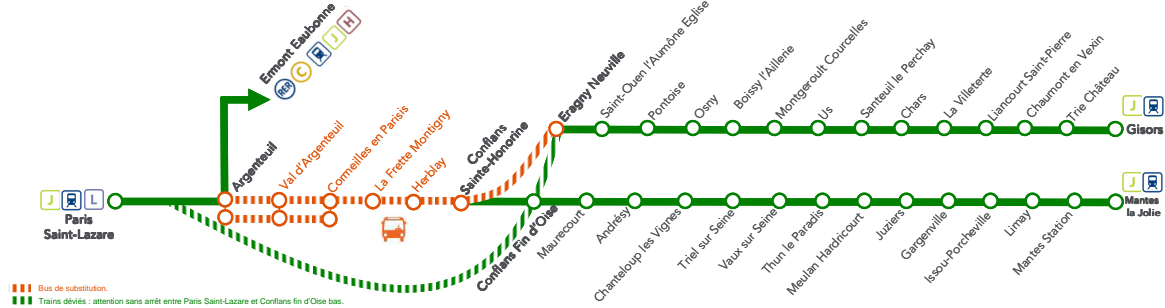 Ermont Eaubonne
RER C J H
Argenteuil
Val d'Argenteuil
Cormeilles en Parisis
La Frette Montigny
Herblay
Conflans
Sainte-Honorine
Eragny Neuville
Saint-Ouen l'Aumône Eglise
Pontoise
Osny
Boissy l'Aillerie
Montgeroult Courcelles
Us
Santeuil le Perchay
Chars
La Villeterte
Liancourt Saint-Pierre
Chaumont en Vexin
Trie Château
J
Gisors
J L
Paris
Saint-Lazare
Conflans Fin d'Oise
Maurecourt
Andrésy
Chanteloup les Vignes
Triel sur Seine
Vaux sur Seine
Thun le Paradis
Meulan Hardricourt
Juziers
Gargenville
Issou-Porcheville
Limay
Mantes Station
J
Mantes
la Jolie
Bus de substitution.
Trains déviés : attention sans arrêt entre Paris Saint-Lazare et Conflans fin d'Oise bas.